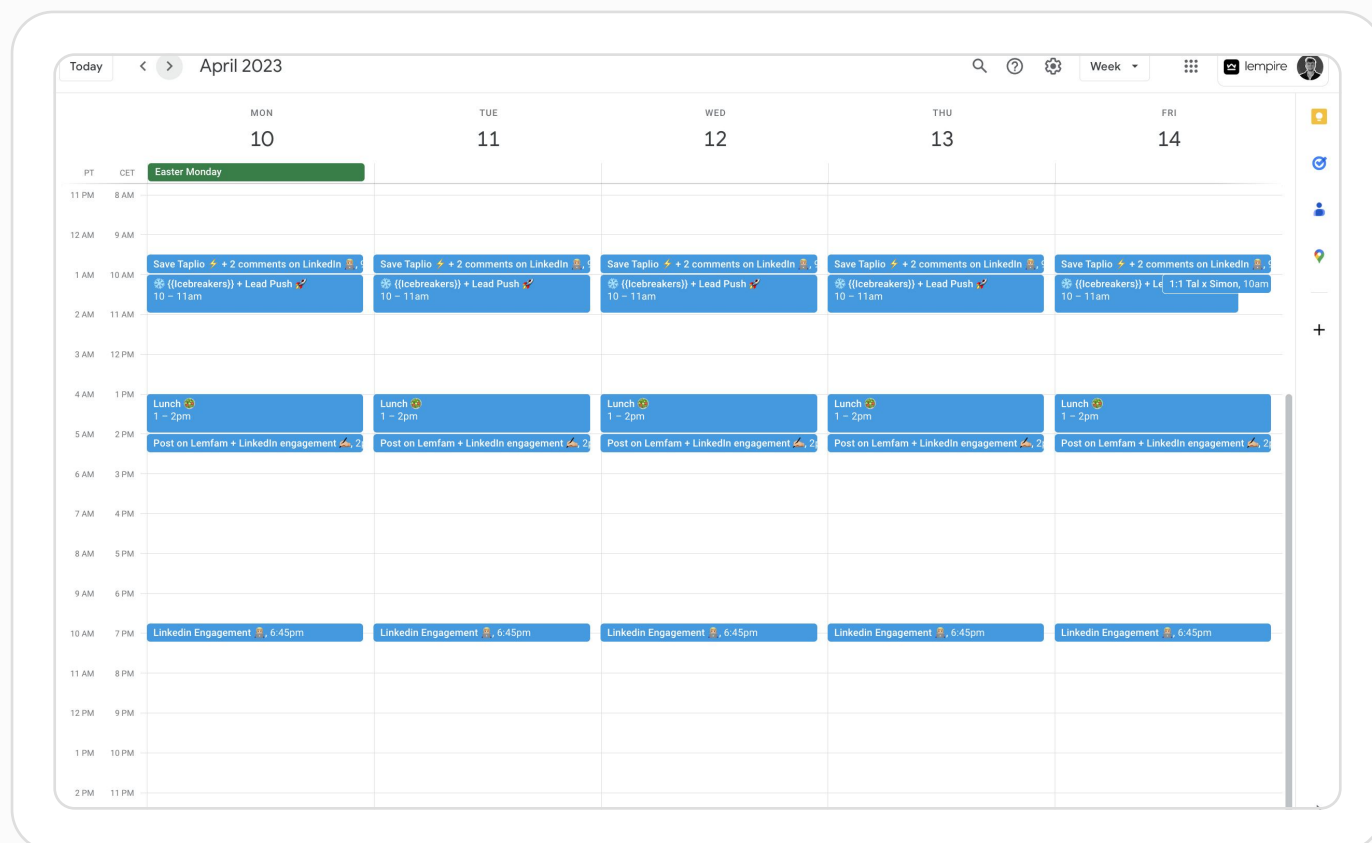 Today
April 2023
Week
lempire
MON TUE WED THU FRI
10 11 12 13 14
PT CET Easter Monday
11 PM 8 AM
12 AM 9 AM
Save Taplio ⚡ + 2 comments on LinkedIn Save Taplio ⚡ + 2 comments on LinkedIn Save Taplio ⚡ + 2 comments on LinkedIn Save Taplio ⚡ + 2 comments on LinkedIn Save Taplio ⚡ + 2 comments on LinkedIn
1 AM 10 AM
❄️ {{Icebreakers}} + Lead Push 🚀 ❄️ {{Icebreakers}} + Lead Push 🚀 ❄️ {{Icebreakers}} + Lead Push 🚀 ❄️ {{Icebreakers}} + Lead Push 🚀 ❄️ {{Icebreakers}} + Le 1:1 Tal x Simon, 10am
10 – 11am 10 – 11am 10 – 11am 10 – 11am 10 – 11am
2 AM 11 AM
3 AM 12 PM
4 AM 1 PM
Lunch 🥗 Lunch 🥗 Lunch 🥗 Lunch 🥗 Lunch 🥗
1 – 2pm 1 – 2pm 1 – 2pm 1 – 2pm 1 – 2pm
5 AM 2 PM
Post on Lemfam + LinkedIn engagement ✍🏼, 2p Post on Lemfam + LinkedIn engagement ✍🏼, 2p Post on Lemfam + LinkedIn engagement ✍🏼, 2p Post on Lemfam + LinkedIn engagement ✍🏼, 2p Post on Lemfam + LinkedIn engagement ✍🏼, 2p
6 AM 3 PM
7 AM 4 PM
8 AM 5 PM
9 AM 6 PM
10 AM 7 PM Linkedin Engagement, 6:45pm Linkedin Engagement, 6:45pm Linkedin Engagement, 6:45pm Linkedin Engagement, 6:45pm Linkedin Engagement, 6:45pm
11 AM 8 PM
12 PM 9 PM
1 PM 10 PM
2 PM 11 PM